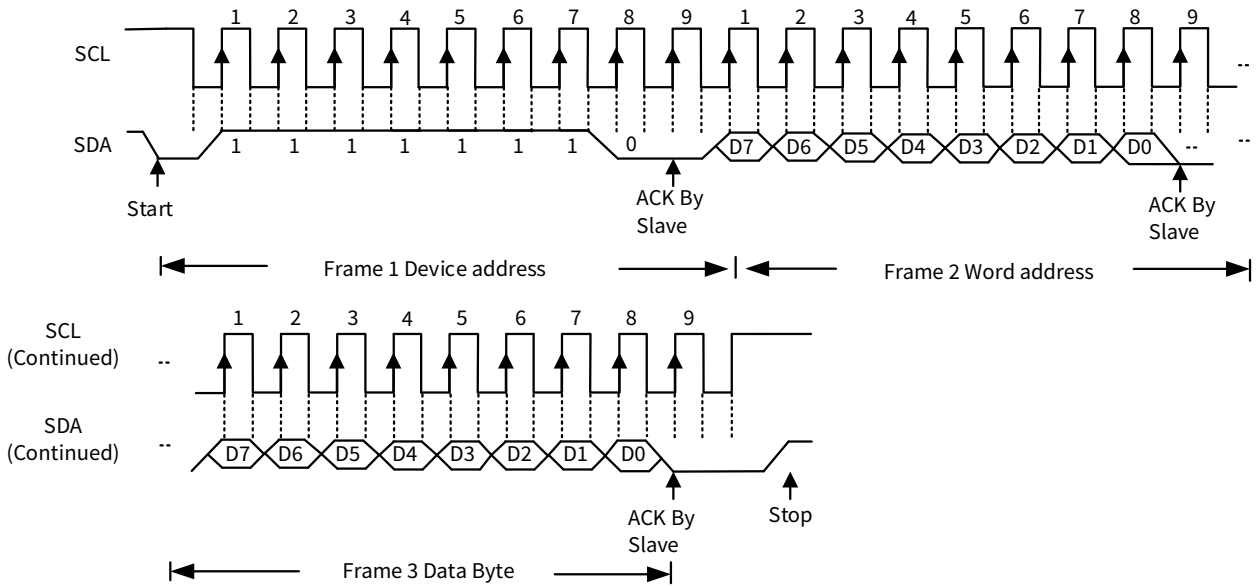 1 2 3 4 5 6 7 8 9 1 2 3 4 5 6 7 8 9
SCL
--
SDA
1 1 1 1 1 1 1 0 D7 D6 D5 D4 D3 D2 D1 D0 -- --
Start
ACK By
Slave
ACK By
Slave
Frame 1 Device address
Frame 2 Word address
1 2 3 4 5 6 7 8 9
SCL
(Continued)
--
SDA
(Continued)
--
D7 D6 D5 D4 D3 D2 D1 D0
ACK By
Slave
Stop
Frame 3 Data Byte